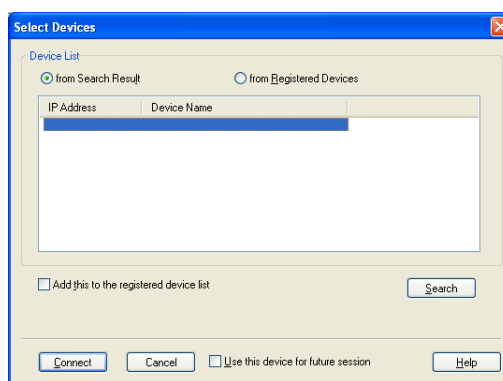 Select Devices
Device List
from Search Result
from Registered Devices
IP Address Device Name
Add this to the registered device list
Search
Connect Cancel Use this device for future session Help